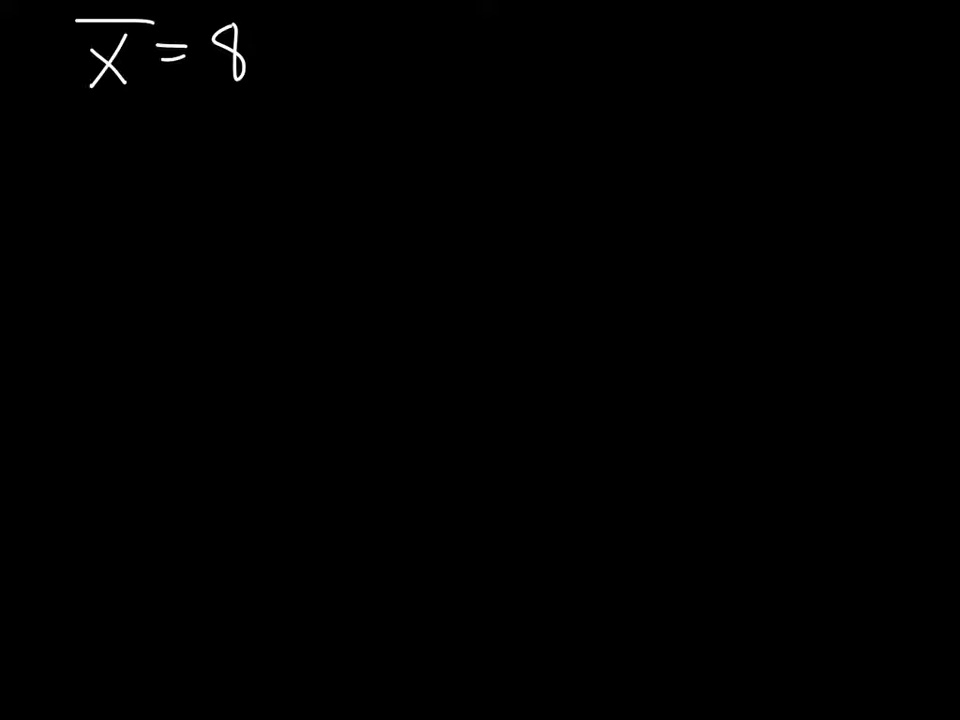 x̄ = 8